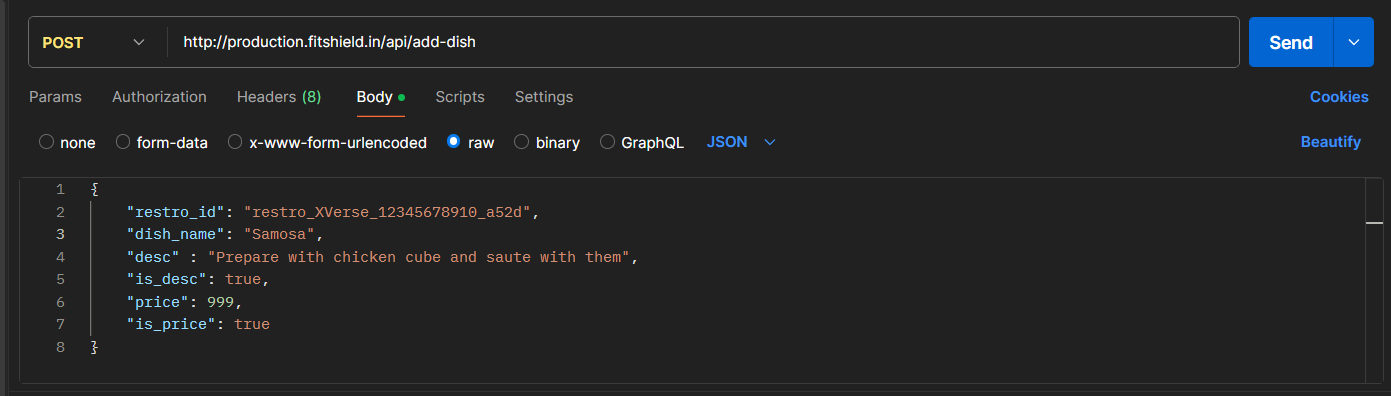 POST http://production.fitshield.in/api/add-dish Send
Params Authorization Headers (8) Body Scripts Settings Cookies
none form-data x-www-form-urlencoded raw binary GraphQL JSON Beautify
1 {
2 "restro_id": "restro_XVerse_12345678910_a52d",
3 "dish_name": "Samosa",
4 "desc" : "Prepare with chicken cube and saute with them",
5 "is_desc": true,
6 "price": 999,
7 "is_price": true
8 }